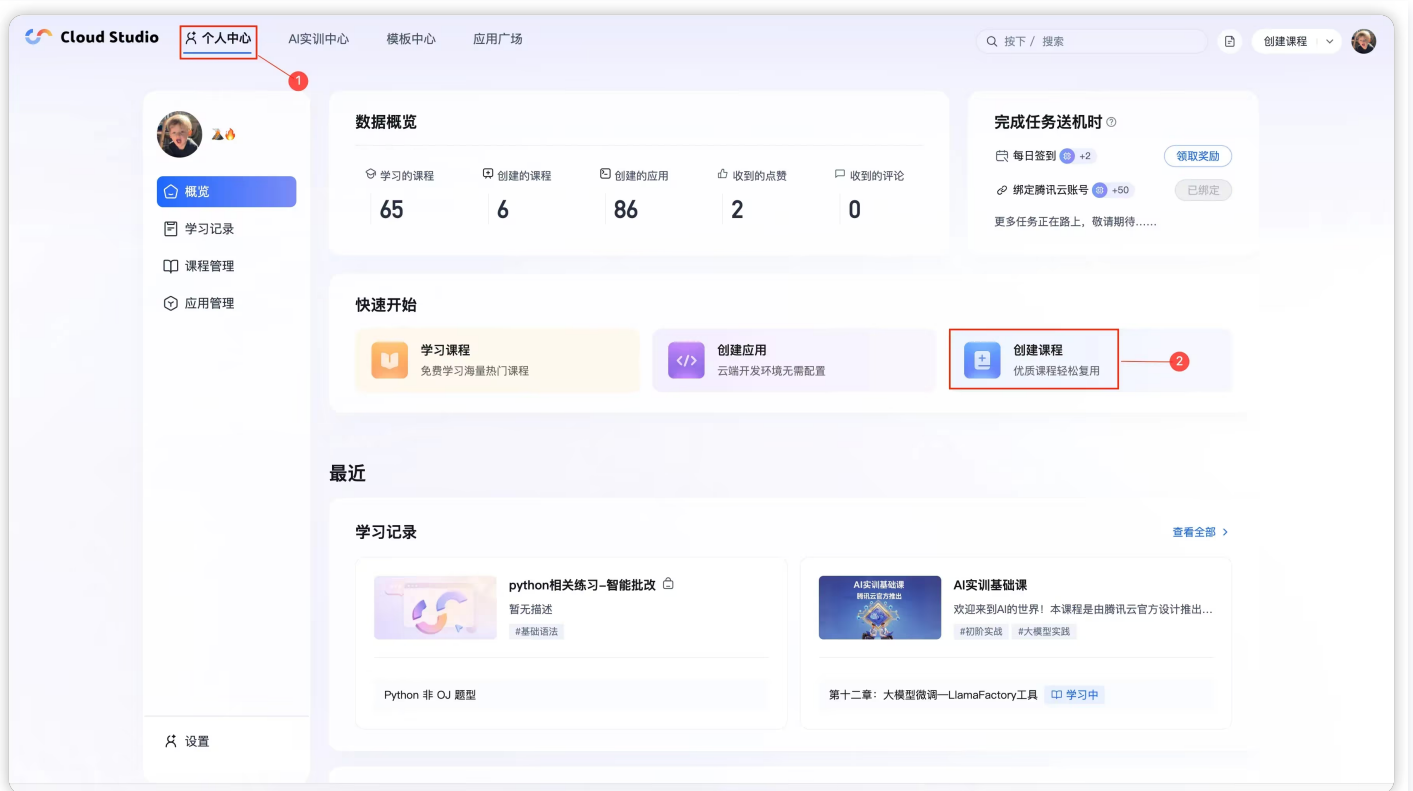 Cloud Studio
个人中心
AI实训中心
模板中心
应用广场
按下 / 搜索
创建课程
1
概览
学习记录
课程管理
应用管理
设置
数据概览
学习的课程
65
创建的课程
6
创建的应用
86
收到的点赞
2
收到的评论
0
完成任务送机时
每日签到 +2
领取奖励
绑定腾讯云账号 +50
已绑定
更多任务正在路上，敬请期待……
快速开始
学习课程
免费学习海量热门课程
创建应用
云端开发环境无需配置
创建课程
优质课程轻松复用
2
最近
学习记录
查看全部
python相关练习-智能批改
暂无描述
#基础语法
Python 非 OJ 题型
AI实训基础课
腾讯云官方推出
AI实训基础课
欢迎来到AI的世界！本课程是由腾讯云官方设计推出...
#初阶实战 #大模型实践
第十二章：大模型微调—LlamaFactory工具 学习中